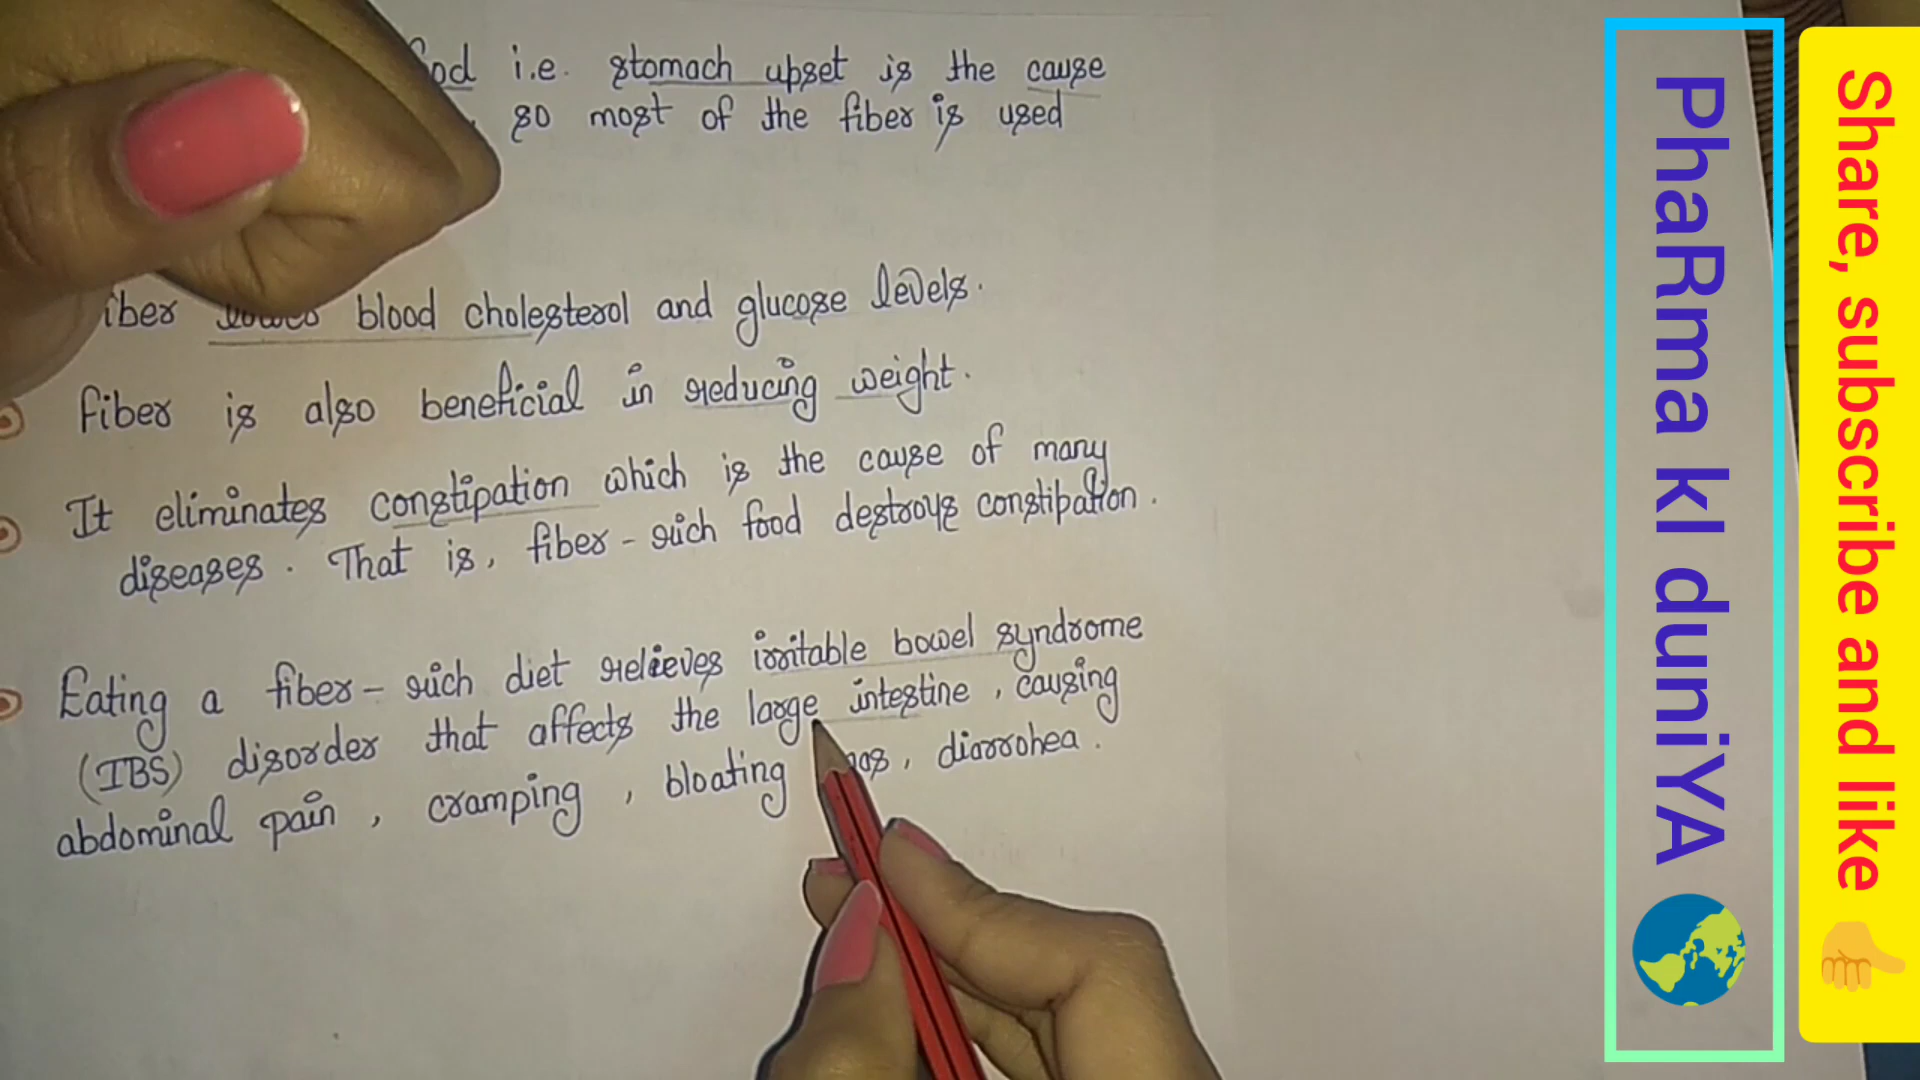 i.e. stomach upset is the cause
so most of the fiber is used
blood cholesterol and glucose levels.
fiber is also beneficial in reducing weight.
It eliminates constipation which is the cause of many
diseases. That is, fiber-rich food destroys constipation.
Eating a fiber-rich diet relieves irritable bowel syndrome
(IBS) disorder that affects the large intestine, causing
abdominal pain, cramping, bloating, diarrohea.
PhaRma kI duniYA
Share, subscribe and like